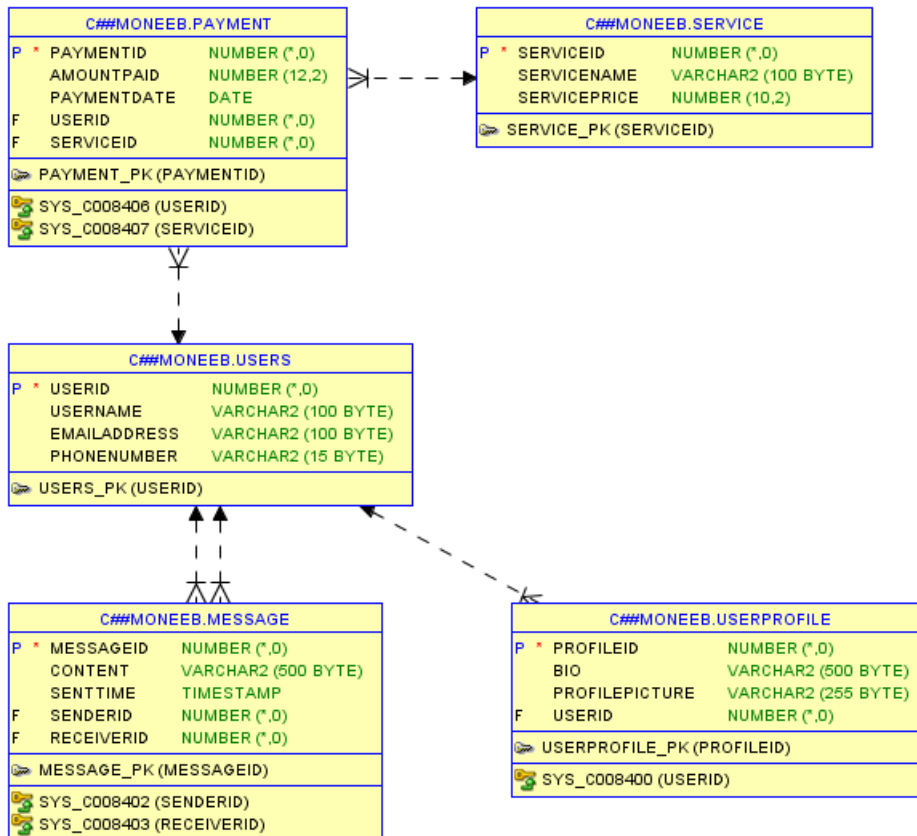 C##MONEEB.PAYMENT
P * PAYMENTID NUMBER (*,0)
AMOUNTPAID NUMBER (12,2)
PAYMENTDATE DATE
F USERID NUMBER (*,0)
F SERVICEID NUMBER (*,0)
PAYMENT_PK (PAYMENTID)
SYS_C008406 (USERID)
SYS_C008407 (SERVICEID)
C##MONEEB.SERVICE
P * SERVICEID NUMBER (*,0)
SERVICENAME VARCHAR2 (100 BYTE)
SERVICEPRICE NUMBER (10,2)
SERVICE_PK (SERVICEID)
C##MONEEB.USERS
P * USERID NUMBER (*,0)
USERNAME VARCHAR2 (100 BYTE)
EMAILADDRESS VARCHAR2 (100 BYTE)
PHONENUMBER VARCHAR2 (15 BYTE)
USERS_PK (USERID)
C##MONEEB.MESSAGE
P * MESSAGEID NUMBER (*,0)
CONTENT VARCHAR2 (500 BYTE)
SENTTIME TIMESTAMP
F SENDERID NUMBER (*,0)
F RECEIVERID NUMBER (*,0)
MESSAGE_PK (MESSAGEID)
SYS_C008402 (SENDERID)
SYS_C008403 (RECEIVERID)
C##MONEEB.USERPROFILE
P * PROFILEID NUMBER (*,0)
BIO VARCHAR2 (500 BYTE)
PROFILEPICTURE VARCHAR2 (255 BYTE)
F USERID NUMBER (*,0)
USERPROFILE_PK (PROFILEID)
SYS_C008400 (USERID)